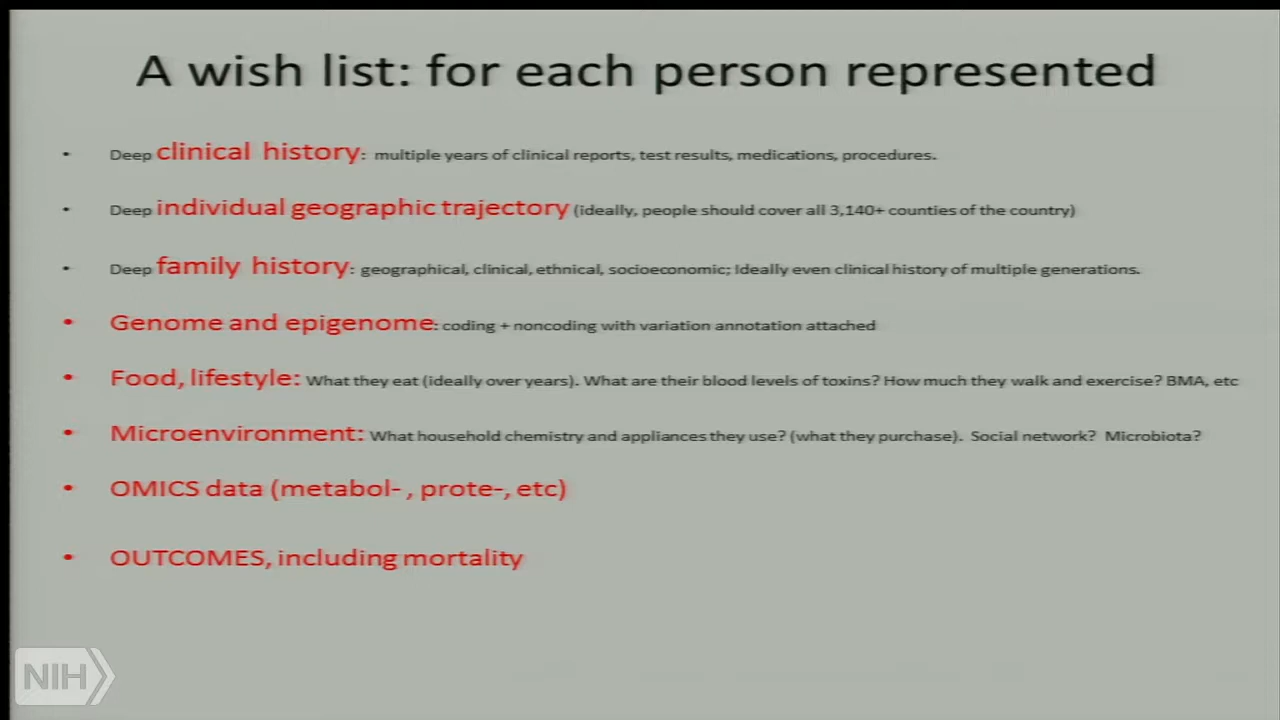 A wish list: for each person represented
• Deep clinical history: multiple years of clinical reports, test results, medications, procedures.
• Deep individual geographic trajectory (ideally, people should cover all 3,140+ counties of the country)
• Deep family history: geographical, clinical, ethnical, socioeconomic; Ideally even clinical history of multiple generations.
• Genome and epigenome: coding + noncoding with variation annotation attached
• Food, lifestyle: What they eat (ideally over years). What are their blood levels of toxins? How much they walk and exercise? BMA, etc
• Microenvironment: What household chemistry and appliances they use? (what they purchase). Social network? Microbiota?
• OMICS data (metabol- , prote-, etc)
• OUTCOMES, including mortality
NIH